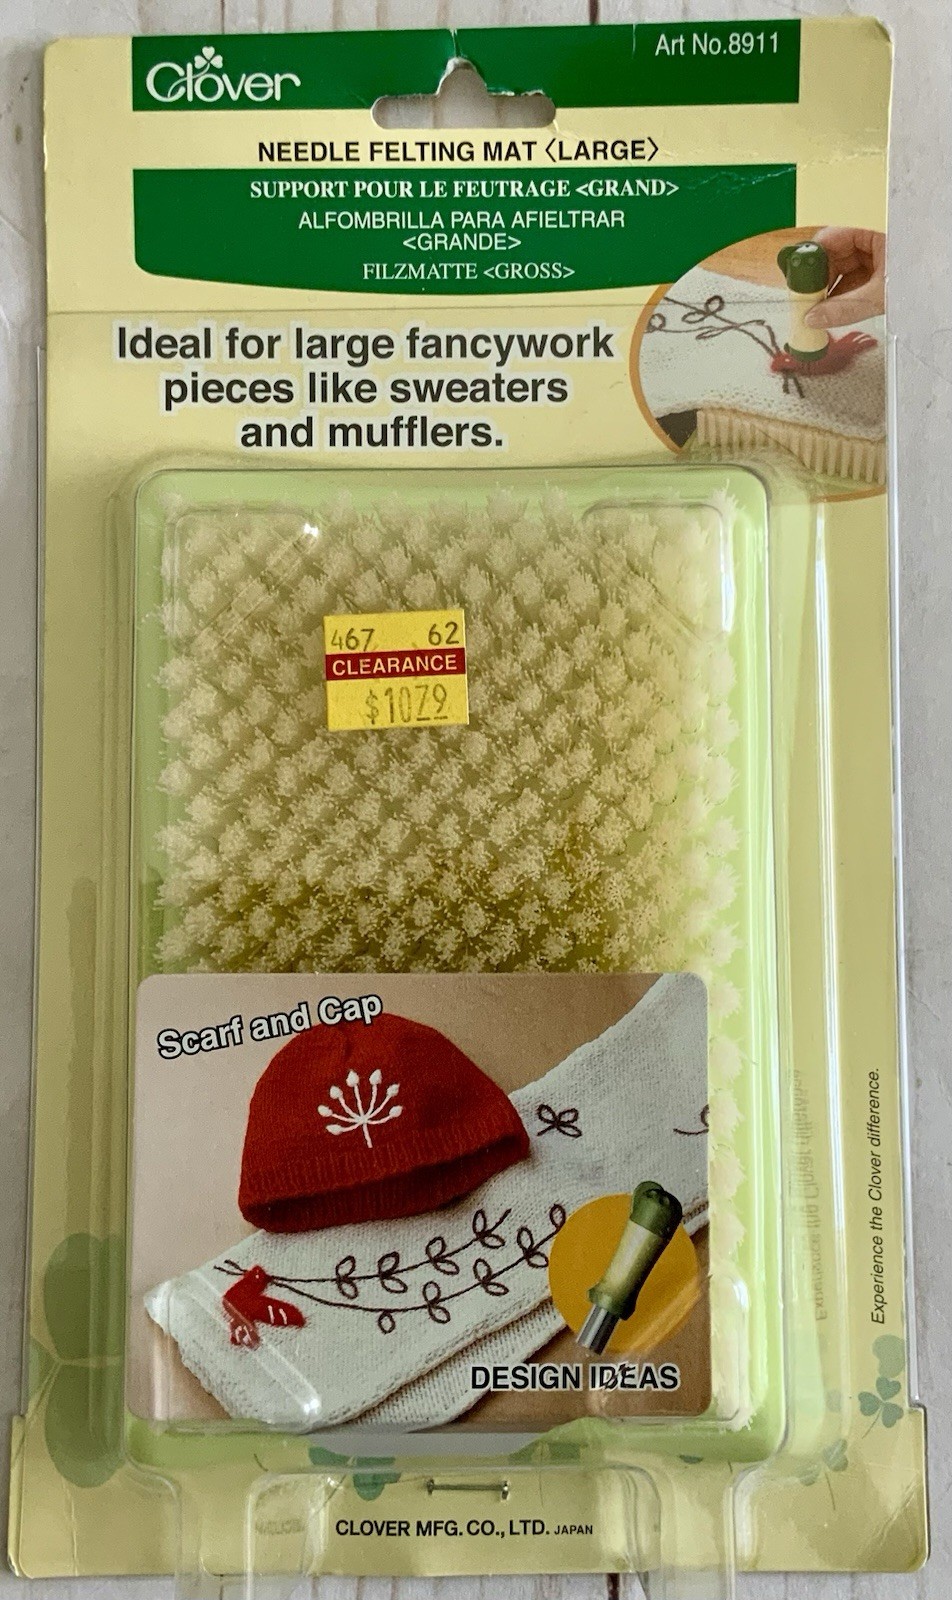 Clover
Art No.8911
NEEDLE FELTING MAT〈LARGE〉
SUPPORT POUR LE FEUTRAGE <GRAND>
ALFOMBRILLA PARA AFIELTRAR
<GRANDE>
FILZMATTE <GROSS>
Ideal for large fancywork
pieces like sweaters
and mufflers.
467 62
CLEARANCE
$10.79
Scarf and Cap
DESIGN IDEAS
Experience the Clover difference.
CLOVER MFG. CO., LTD. JAPAN